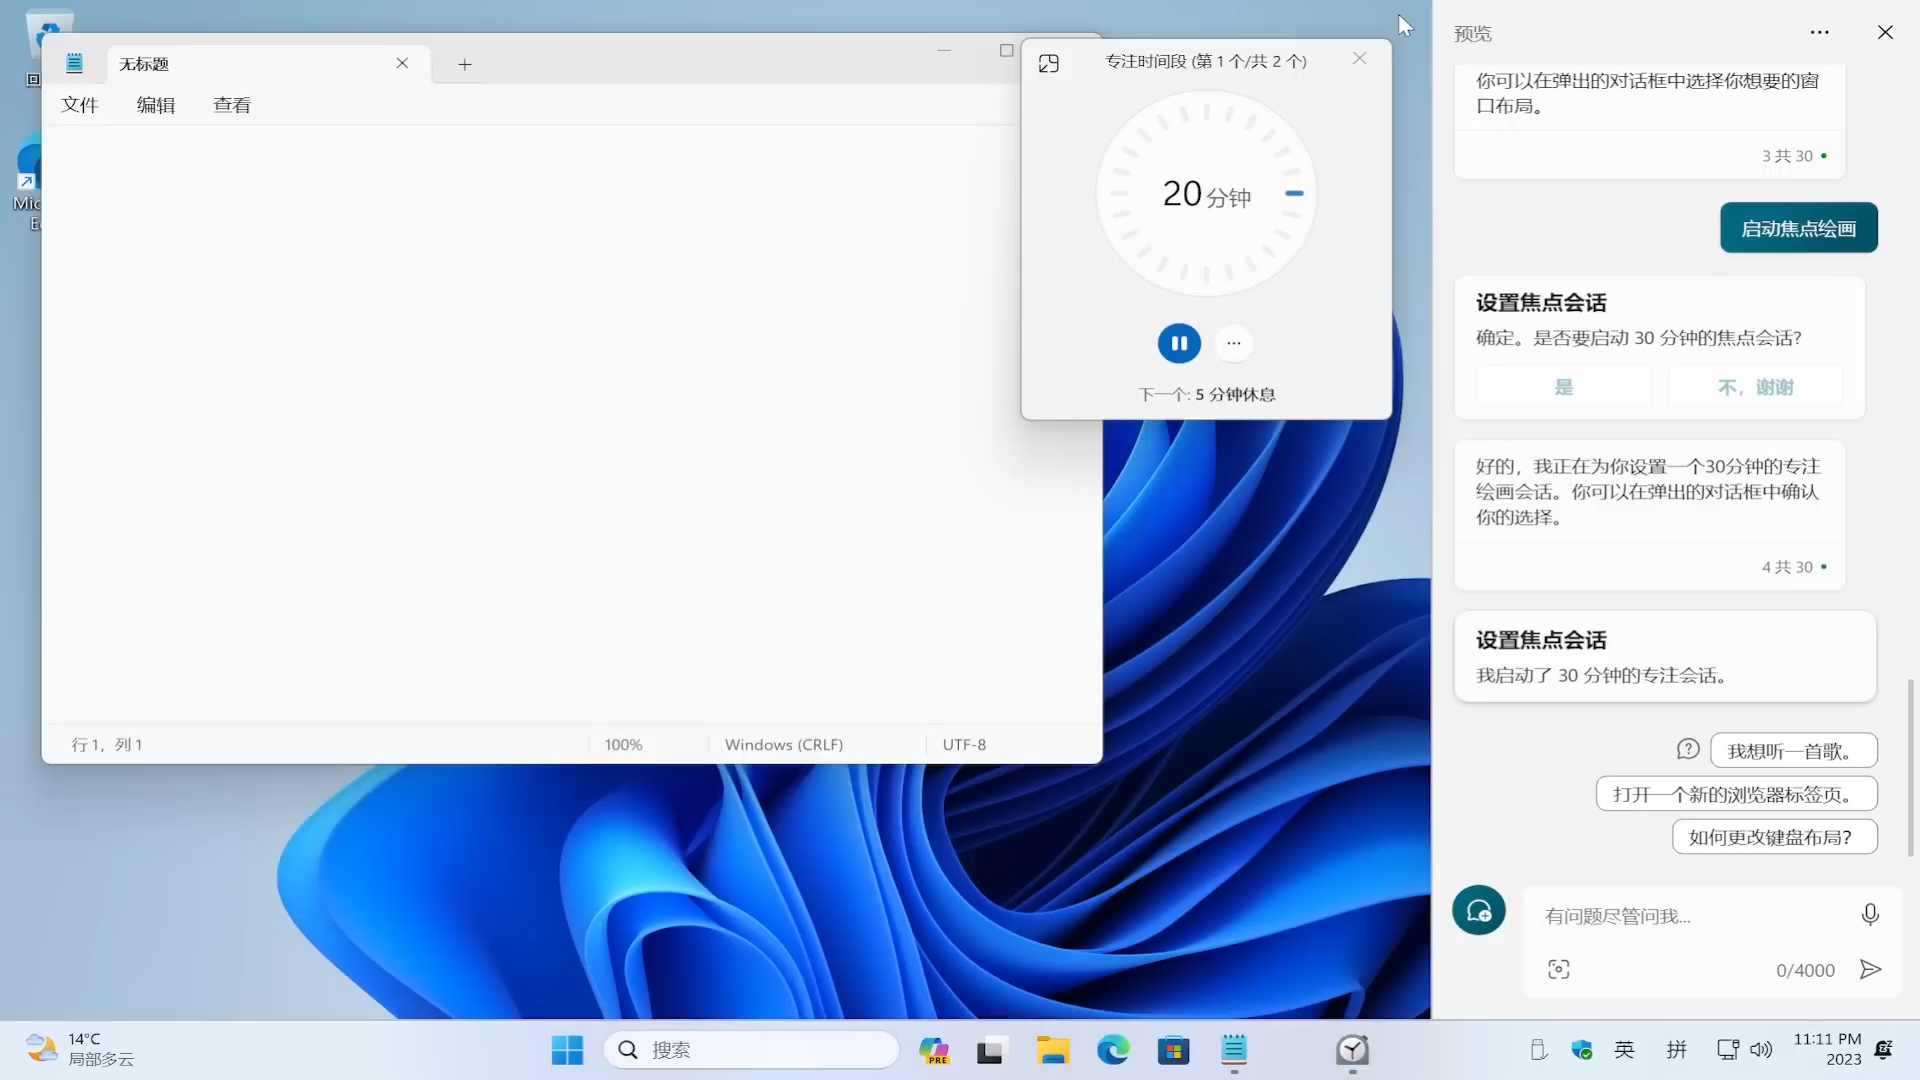 回
Mic
E
无标题
文件 编辑 查看
行 1，列 1
100%
Windows (CRLF)
UTF-8
专注时间段 (第 1 个/共 2 个)
20 分钟
下一个: 5 分钟休息
预览
你可以在弹出的对话框中选择你想要的窗
口布局。
3 共 30
启动焦点绘画
设置焦点会话
确定。是否要启动 30 分钟的焦点会话?
是
不，谢谢
好的，我正在为你设置一个30分钟的专注
绘画会话。你可以在弹出的对话框中确认
你的选择。
4 共 30
设置焦点会话
我启动了 30 分钟的专注会话。
我想听一首歌。
打开一个新的浏览器标签页。
如何更改键盘布局?
有问题尽管问我...
0/4000
14°C
局部多云
搜索
PRE
英
拼
11:11 PM
2023